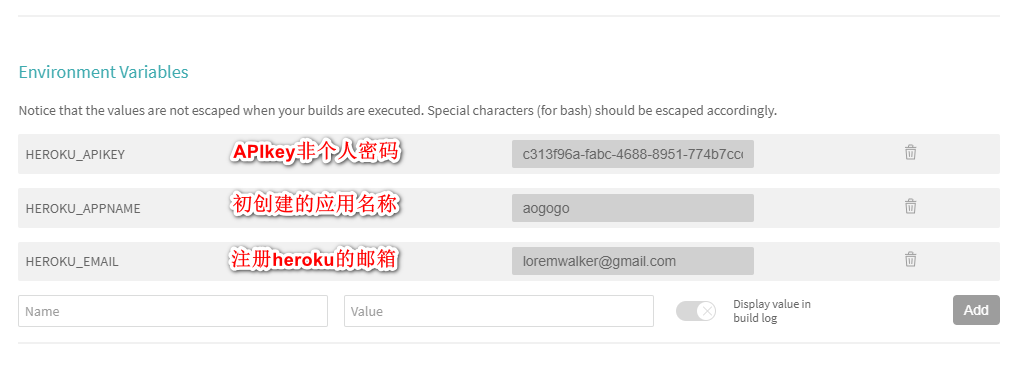 Environment Variables
Notice that the values are not escaped when your builds are executed. Special characters (for bash) should be escaped accordingly.
HEROKU_APIKEY APIkey非个人密码 c313f96a-fabc-4688-8951-774b7cc
HEROKU_APPNAME 初创建的应用名称 aogogo
HEROKU_EMAIL 注册heroku的邮箱 loremwalker@gmail.com
Name Value Display value in
build log Add